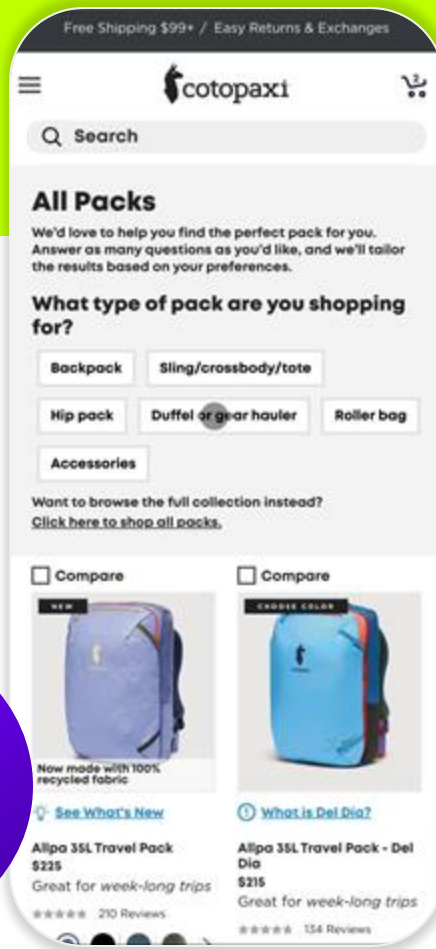 Free Shipping $99+ / Easy Returns & Exchanges
cotopaxi
2
Search
All Packs
We'd love to help you find the perfect pack for you.
Answer as many questions as you'd like, and we'll tailor
the results based on your preferences.
What type of pack are you shopping
for?
Backpack
Sling/crossbody/tote
Hip pack
Duffel or gear hauler
Roller bag
Accessories
Want to browse the full collection instead?
Click here to shop all packs.
Compare
Compare
NEW
CHOOSE COLOR
Now made with 100%
recycled fabric
See What's New
What is Del Dia?
Allpa 35L Travel Pack
$225
Great for week-long trips
210 Reviews
Allpa 35L Travel Pack - Del
Dia
$215
Great for week-long trips
134 Reviews